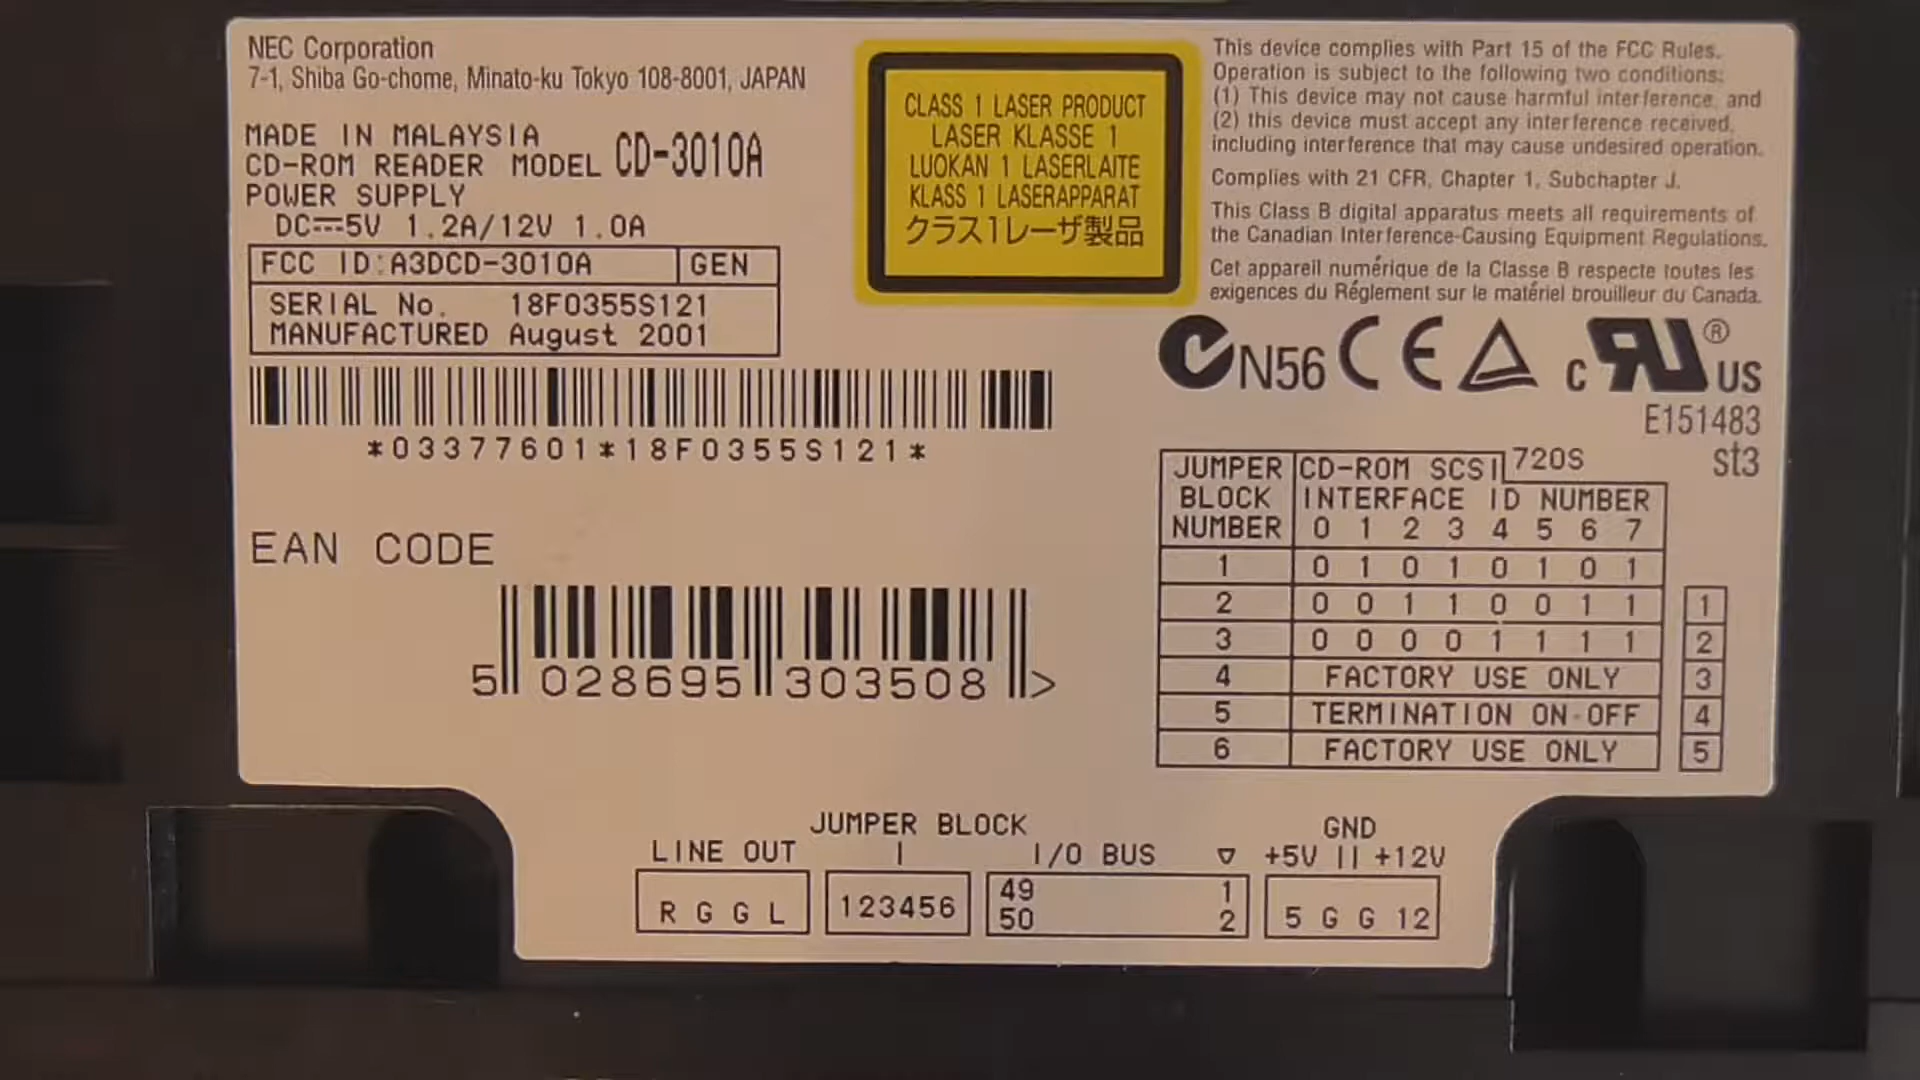 NEC Corporation
7-1, Shiba Go-chome, Minato-ku Tokyo 108-8001, JAPAN
MADE IN MALAYSIA
CD-ROM READER MODEL CD-3010A
POWER SUPPLY
DC⎓5V 1.2A/12V 1.0A
FCC ID:A3DCD-3010A GEN
SERIAL No. 18F0355S121
MANUFACTURED August 2001
*03377601*18F0355S121*
EAN CODE
5 028695 303508 >
CLASS 1 LASER PRODUCT
LASER KLASSE 1
LUOKAN 1 LASERLAITE
KLASS 1 LASERAPPARAT
クラス1レーザ製品
This device complies with Part 15 of the FCC Rules.
Operation is subject to the following two conditions:
(1) This device may not cause harmful interference, and
(2) this device must accept any interference received,
including interference that may cause undesired operation.
Complies with 21 CFR, Chapter 1, Subchapter J.
This Class B digital apparatus meets all requirements of
the Canadian Interference-Causing Equipment Regulations.
Cet appareil numérique de la Classe B respecte toutes les
exigences du Réglement sur le matériel brouilleur du Canada.
N56 CE c RU ® US
E151483
st3
720S
JUMPER CD-ROM SCSI
BLOCK INTERFACE ID NUMBER
NUMBER 0 1 2 3 4 5 6 7
1 0 1 0 1 0 1 0 1
2 0 0 1 1 0 0 1 1 1
3 0 0 0 0 1 1 1 1 2
4 FACTORY USE ONLY 3
5 TERMINATION ON-OFF 4
6 FACTORY USE ONLY 5
JUMPER BLOCK GND
LINE OUT I/O BUS ▽ +5V +12V
R G G L 123456 49 1 5 G G 12
50 2